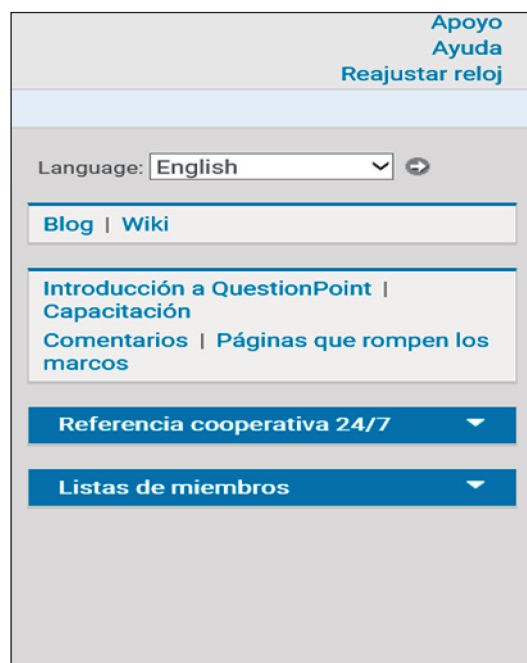 Apoyo
Ayuda
Reajustar reloj
Language: English
Blog | Wiki
Introducción a QuestionPoint |
Capacitación
Comentarios | Páginas que rompen los
marcos
Referencia cooperativa 24/7
Listas de miembros